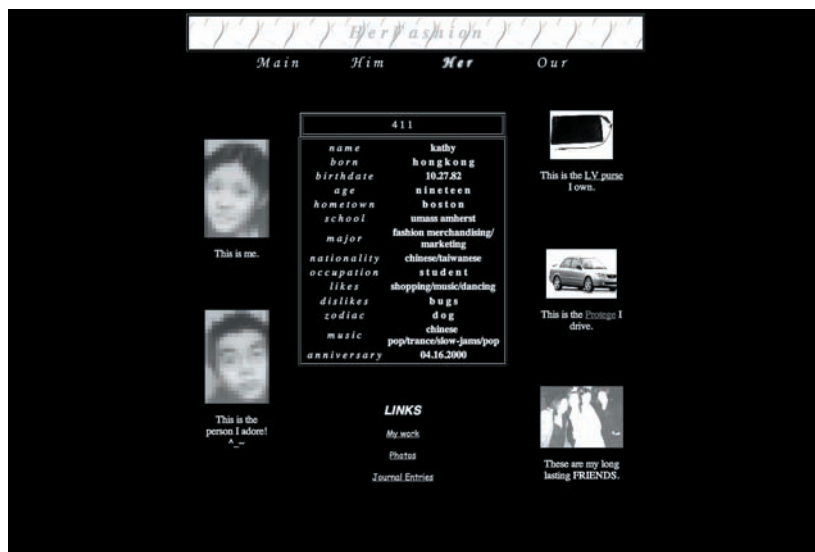 HerFashion
Main Him Her Our
411
name kathy
born hongkong
birthdate 10.27.82
age nineteen
hometown boston
school umass amherst
major fashion merchandising/
marketing
nationality chinese/taiwanese
occupation student
likes shopping/music/dancing
dislikes bugs
zodiac dog
music chinese
pop/trance/slow-jams/pop
anniversary 04.16.2000
This is me.
This is the
person I adore!
^_~
LINKS
My work
Photos
Journal Entries
This is the LV purse
I own.
This is the Protege I
drive.
These are my long
lasting FRIENDS.